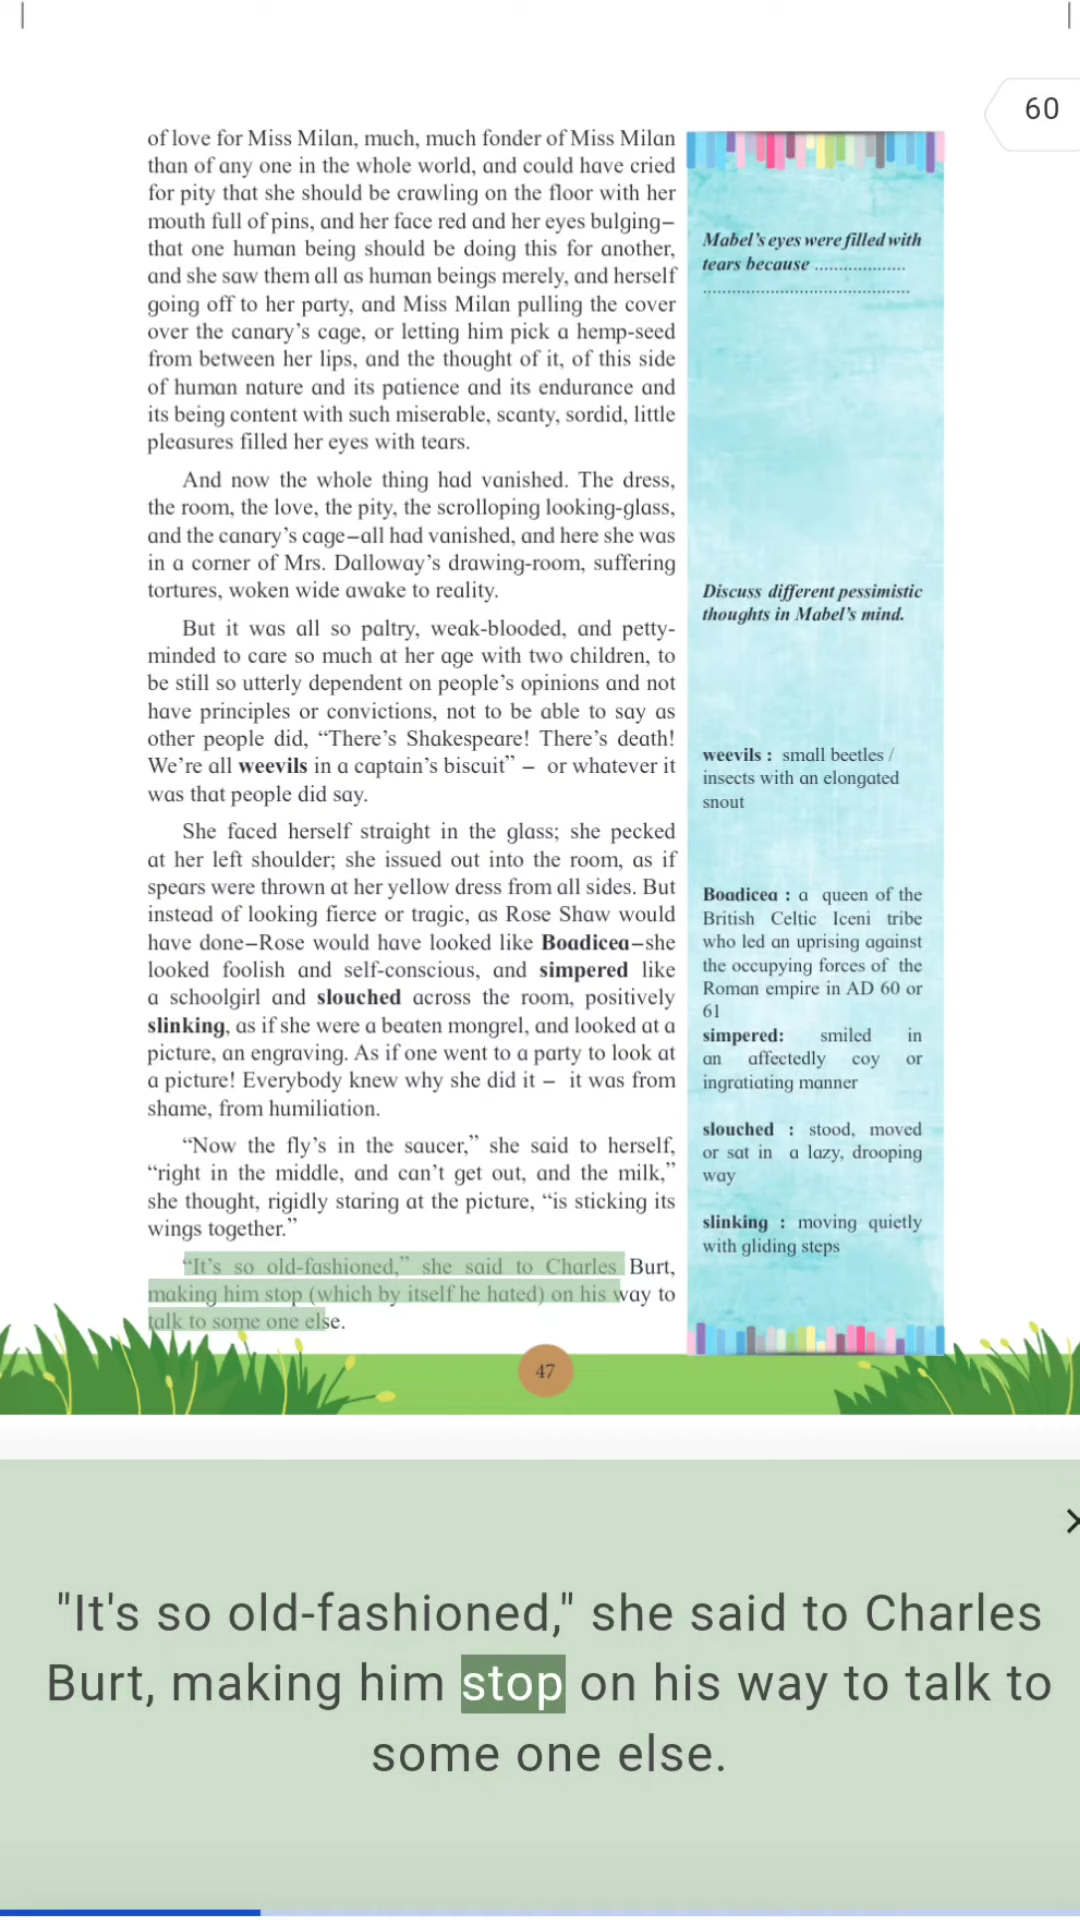 60
of love for Miss Milan, much, much fonder of Miss Milan
than of any one in the whole world, and could have cried
for pity that she should be crawling on the floor with her
mouth full of pins, and her face red and her eyes bulging–
that one human being should be doing this for another,
and she saw them all as human beings merely, and herself
going off to her party, and Miss Milan pulling the cover
over the canary’s cage, or letting him pick a hemp-seed
from between her lips, and the thought of it, of this side
of human nature and its patience and its endurance and
its being content with such miserable, scanty, sordid, little
pleasures filled her eyes with tears.
And now the whole thing had vanished. The dress,
the room, the love, the pity, the scrolloping looking-glass,
and the canary’s cage–all had vanished, and here she was
in a corner of Mrs. Dalloway’s drawing-room, suffering
tortures, woken wide awake to reality.
But it was all so paltry, weak-blooded, and petty-
minded to care so much at her age with two children, to
be still so utterly dependent on people’s opinions and not
have principles or convictions, not to be able to say as
other people did, “There’s Shakespeare! There’s death!
We’re all weevils in a captain’s biscuit” – or whatever it
was that people did say.
She faced herself straight in the glass; she pecked
at her left shoulder; she issued out into the room, as if
spears were thrown at her yellow dress from all sides. But
instead of looking fierce or tragic, as Rose Shaw would
have done–Rose would have looked like Boadicea–she
looked foolish and self-conscious, and simpered like
a schoolgirl and slouched across the room, positively
slinking, as if she were a beaten mongrel, and looked at a
picture, an engraving. As if one went to a party to look at
a picture! Everybody knew why she did it – it was from
shame, from humiliation.
“Now the fly’s in the saucer,” she said to herself,
“right in the middle, and can’t get out, and the milk,”
she thought, rigidly staring at the picture, “is sticking its
wings together.”
“It’s so old-fashioned,” she said to Charles Burt,
making him stop (which by itself he hated) on his way to
talk to some one else.
Mabel’s eyes were filled with
tears because ...................
...........................................
Discuss different pessimistic
thoughts in Mabel’s mind.
weevils : small beetles /
insects with an elongated
snout
Boadicea : a queen of the
British Celtic Iceni tribe
who led an uprising against
the occupying forces of the
Roman empire in AD 60 or
61
simpered: smiled in
an affectedly coy or
ingratiating manner
slouched : stood, moved
or sat in a lazy, drooping
way
slinking : moving quietly
with gliding steps
47
"It's so old-fashioned," she said to Charles
Burt, making him stop on his way to talk to
some one else.